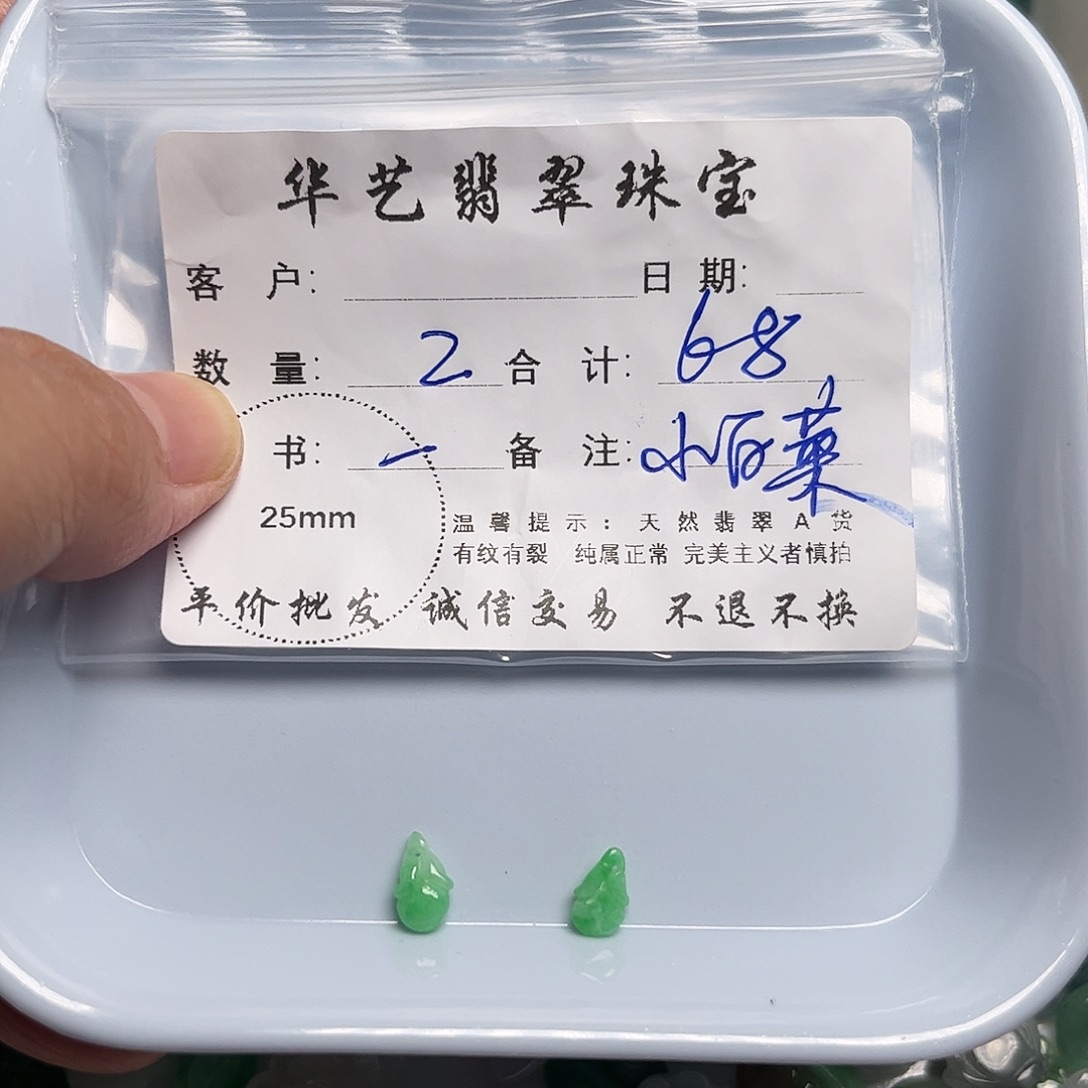 华艺翡翠珠宝
客 户: 日 期:
数 量: 2 合 计: 68
书: 一 备 注: 小白菜
25mm
温馨提示: 天然翡翠A货
有纹有裂 纯属正常 完美主义者慎拍
平价批发 诚信交易 不退不换